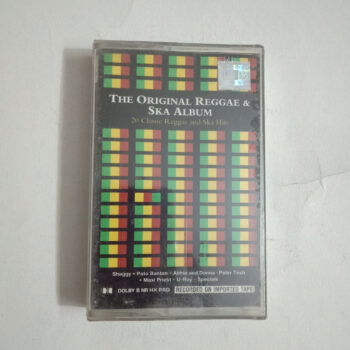 THE ORIGINAL REGGAE &
SKA ALBUM
20 Classic Reggae and Ska Hits
Shaggy • Pato Banton • Althia and Donna • Peter Tosh
• Maxi Priest • U-Roy • Specials
DOLBY B NR HX PRO
RECORDED ON IMPORTED TAPE